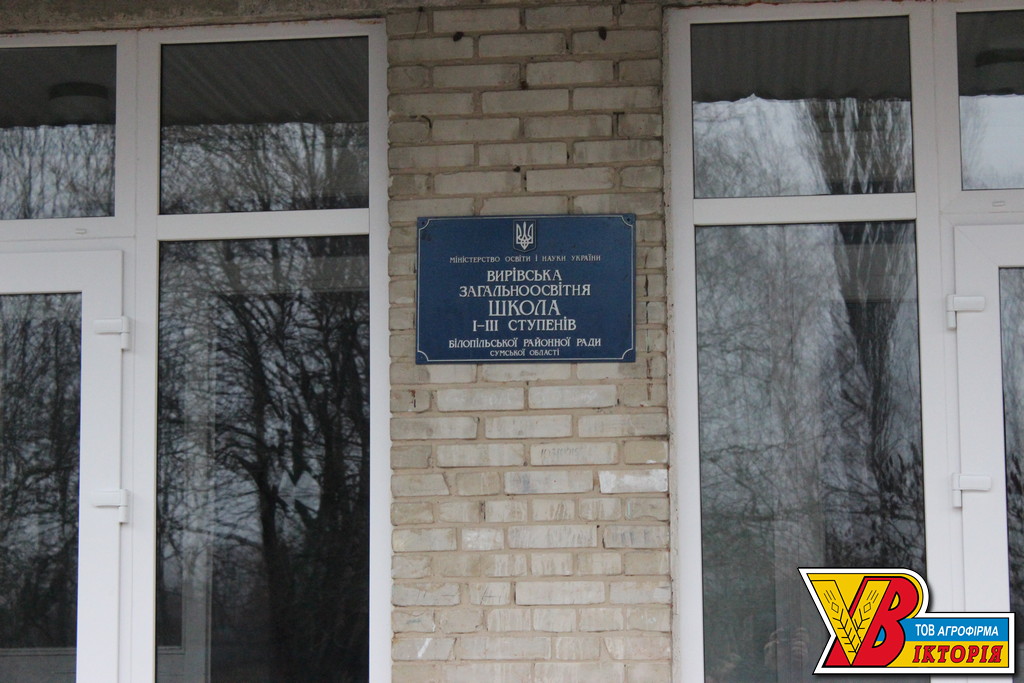 МІНІСТЕРСТВО ОСВІТИ І НАУКИ УКРАЇНИ
ВИРІВСЬКА
ЗАГАЛЬНООСВІТНЯ
ШКОЛА
І–ІІІ СТУПЕНІВ
БІЛОПІЛЬСЬКОЇ РАЙОННОЇ РАДИ
СУМСЬКОЇ ОБЛАСТІ
ТОВ АГРОФІРМА
ВІКТОРІЯ